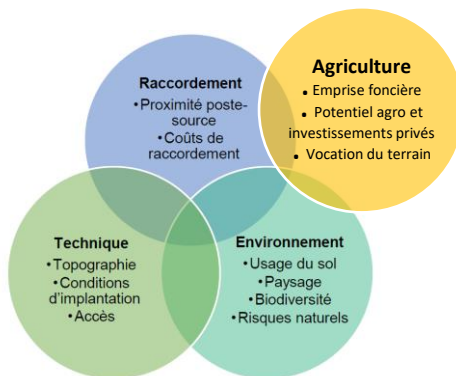 Raccordement
•Proximité poste-
source
•Coûts de
raccordement
Agriculture
• Emprise foncière
• Potentiel agro et
investissements privés
• Vocation du terrain
Technique
•Topographie
•Conditions
d'implantation
•Accès
Environnement
•Usage du sol
•Paysage
•Biodiversité
•Risques naturels